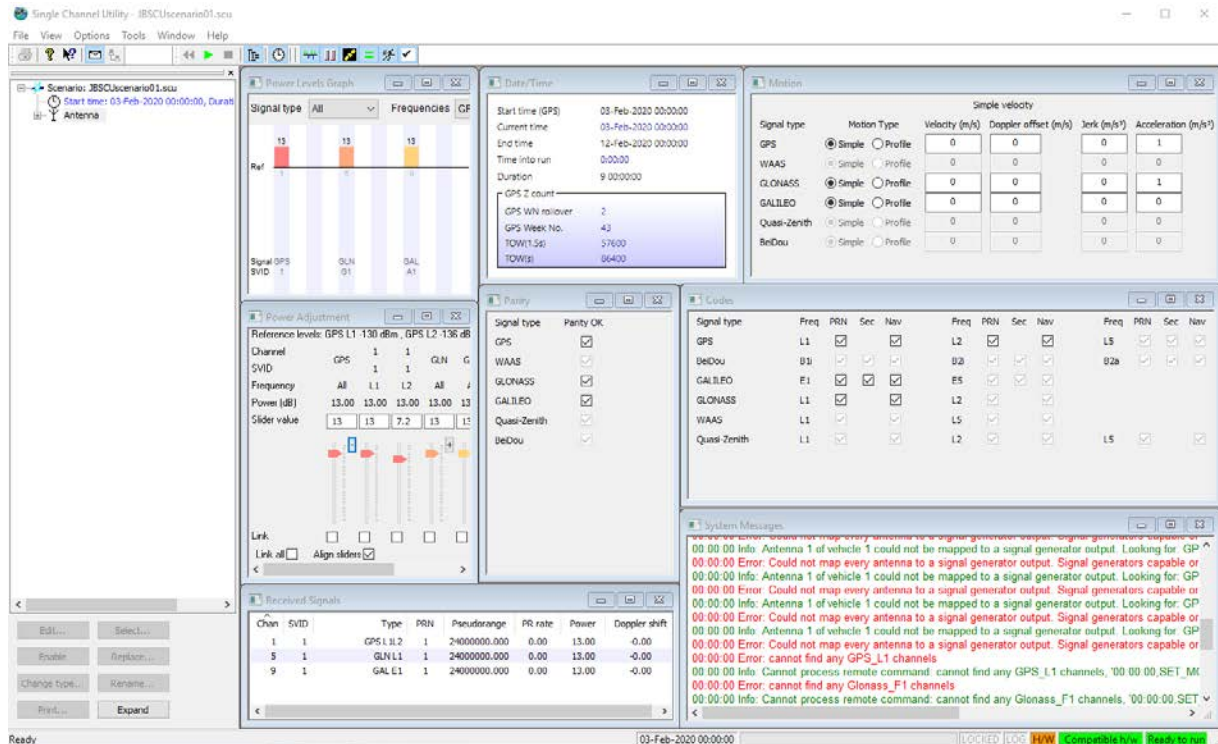 Single Channel Utility - JBSCUscenario01.scu
File View Options Tools Window Help
Scenario: JBSCUscenario01.scu
Start time: 03-Feb-2020 00:00:00, Durati
Antenna
Edit... Select...
Enable Replace...
Change type... Rename...
Print... Expand
Power Levels Graph
Signal type All Frequencies GF
13 13 13
Ref
Signal GPS GLN GAL
SVID 1 G1 A1
Date/Time
Start time (GPS) 03-Feb-2020 00:00:00
Current time 03-Feb-2020 00:00:00
End time 12-Feb-2020 00:00:00
Time into run 0:00:00
Duration 9 00:00:00
GPS Z count
GPS WN rollover 2
GPS Week No. 43
TOW(1.5s) 57600
TOW(s) 86400
Motion
Simple velocity
Signal type Motion Type Velocity (m/s) Doppler offset (m/s) Jerk (m/s³) Acceleration (m/s²)
GPS Simple Profile 0 0 0 1
WAAS Simple Profile 0 0 0 0
GLONASS Simple Profile 0 0 0 1
GALILEO Simple Profile 0 0 0 0
Quasi-Zenith Simple Profile 0 0 0 0
BeiDou Simple Profile 0 0 0 0
Power Adjustment
Reference levels: GPS L1 -130 dBm , GPS L2 -136 dB
Channel 1 1
GPS GLN G
SVID 1 1
Frequency All L1 L2 All
Power (dB) 13.00 13.00 13.00 13.00 13
Slider value 13 13 7.2 13 13
Link
Link all Align sliders
Parity
Signal type Parity OK
GPS
WAAS
GLONASS
GALILEO
Quasi-Zenith
BeiDou
Codes
Signal type Freq PRN Sec Nav Freq PRN Sec Nav Freq PRN Sec Nav
GPS L1 L2 L5
BeiDou B1i B2i B2a
GALILEO E1 E5
GLONASS L1 L2
WAAS L1 L5
Quasi-Zenith L1 L2 L5
Received Signals
Chan SVID Type PRN Pseudorange PR rate Power Doppler shift
1 1 GPS L1L2 1 24000000.000 0.00 13.00 -0.00
5 1 GLN L1 1 24000000.000 0.00 13.00 -0.00
9 1 GAL E1 1 24000000.000 0.00 13.00 -0.00
System Messages
00:00:00 Error: Could not map every antenna to a signal generator output. Signal generators capable or
00:00:00 Info: Antenna 1 of vehicle 1 could not be mapped to a signal generator output. Looking for: GP
00:00:00 Error: Could not map every antenna to a signal generator output. Signal generators capable or
00:00:00 Info: Antenna 1 of vehicle 1 could not be mapped to a signal generator output. Looking for: GP
00:00:00 Error: Could not map every antenna to a signal generator output. Signal generators capable or
00:00:00 Info: Antenna 1 of vehicle 1 could not be mapped to a signal generator output. Looking for: GP
00:00:00 Error: Could not map every antenna to a signal generator output. Signal generators capable or
00:00:00 Info: Antenna 1 of vehicle 1 could not be mapped to a signal generator output. Looking for: GP
00:00:00 Error: Could not map every antenna to a signal generator output. Signal generators capable or
00:00:00 Error: cannot find any GPS_L1 channels
00:00:00 Info: Cannot process remote command: cannot find any GPS_L1 channels, '00 00:00,SET_MC
00:00:00 Error: cannot find any Glonass_F1 channels
00:00:00 Info: Cannot process remote command: cannot find any Glonass_F1 channels, '00 00:00,SET
Ready 03-Feb-2020 00:00:00 LOCKED LOG H/W Compatible h/w Ready to run